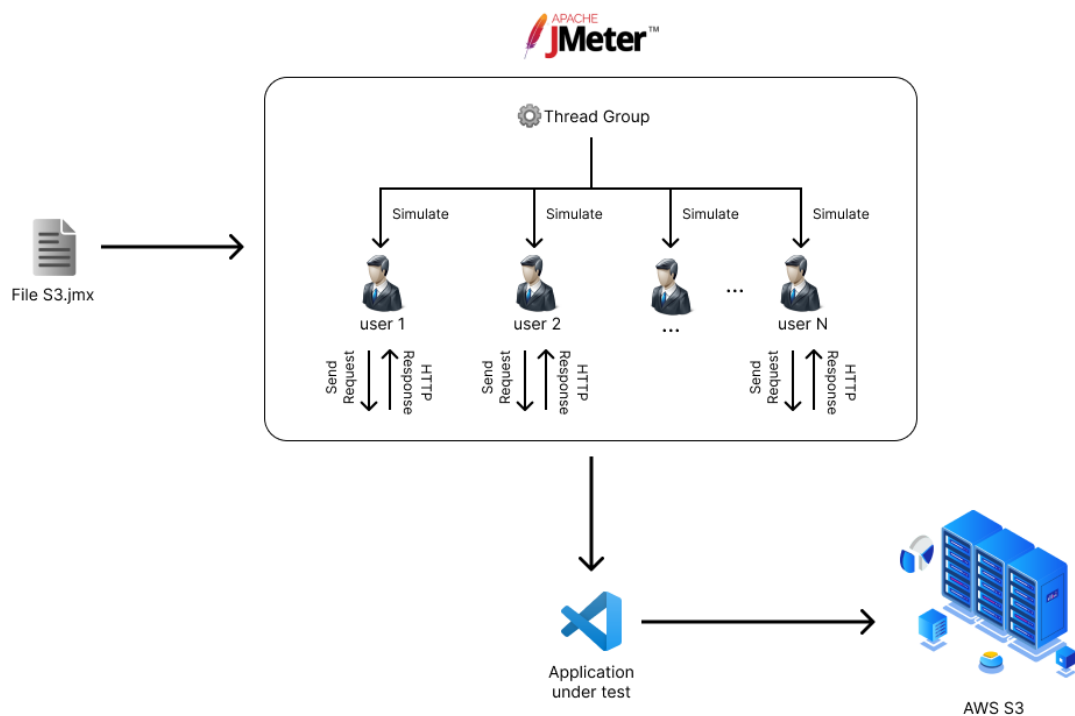 APACHE
JMeter™
Thread Group
Simulate
Simulate
Simulate
Simulate
File S3.jmx
...
user 1
user 2
...
user N
Send
Request
HTTP
Response
Send
Request
HTTP
Response
Send
Request
HTTP
Response
Application
under test
AWS S3